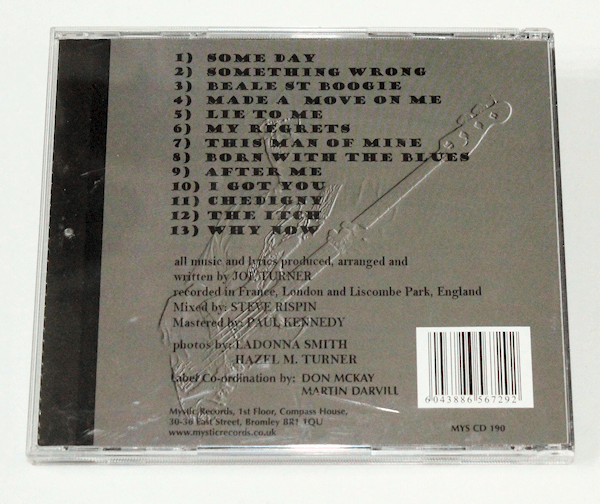 1) SOME DAY
2) SOMETHING WRONG
3) BEALE ST BOOGIE
4) MADE A MOVE ON ME
5) LIE TO ME
6) MY REGRETS
7) THIS MAN OF MINE
8) BORN WITH THE BLUES
9) AFTER ME
10) I GOT YOU
11) CHEDIGNY
12) THE ITCH
13) WHY NOW
all music and lyrics produced, arranged and
written by JOE TURNER
recorded in France, London and Liscombe Park, England
Mixed by: STEVE RISPIN
Mastered by: PAUL KENNEDY
photos by: LADONNA SMITH
HAZEL M. TURNER
Label Co-ordination by: DON MCKAY
MARTIN DARVILL
Mystic Records, 1st Floor, Compass House,
30-36 East Street, Bromley BR1 1QU
www.mysticrecords.co.uk
6 043886 567292
MYS CD 190